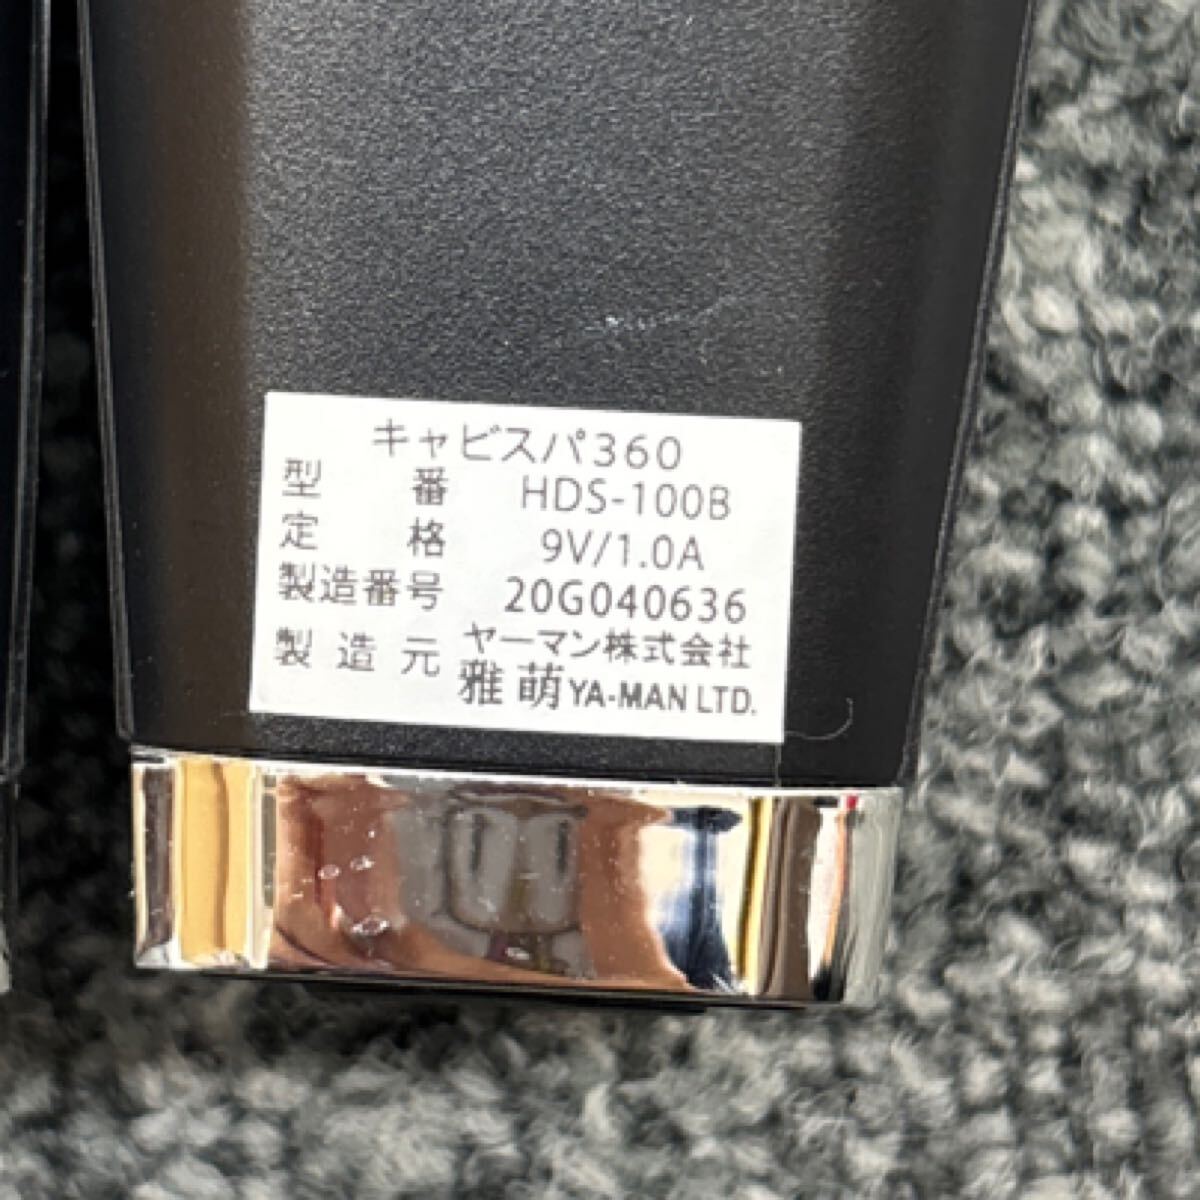 キャビスパ360
型番 HDS-100B
定格 9V/1.0A
製造番号 20G040636
製造元 ヤーマン株式会社
雅萌 YA-MAN LTD.